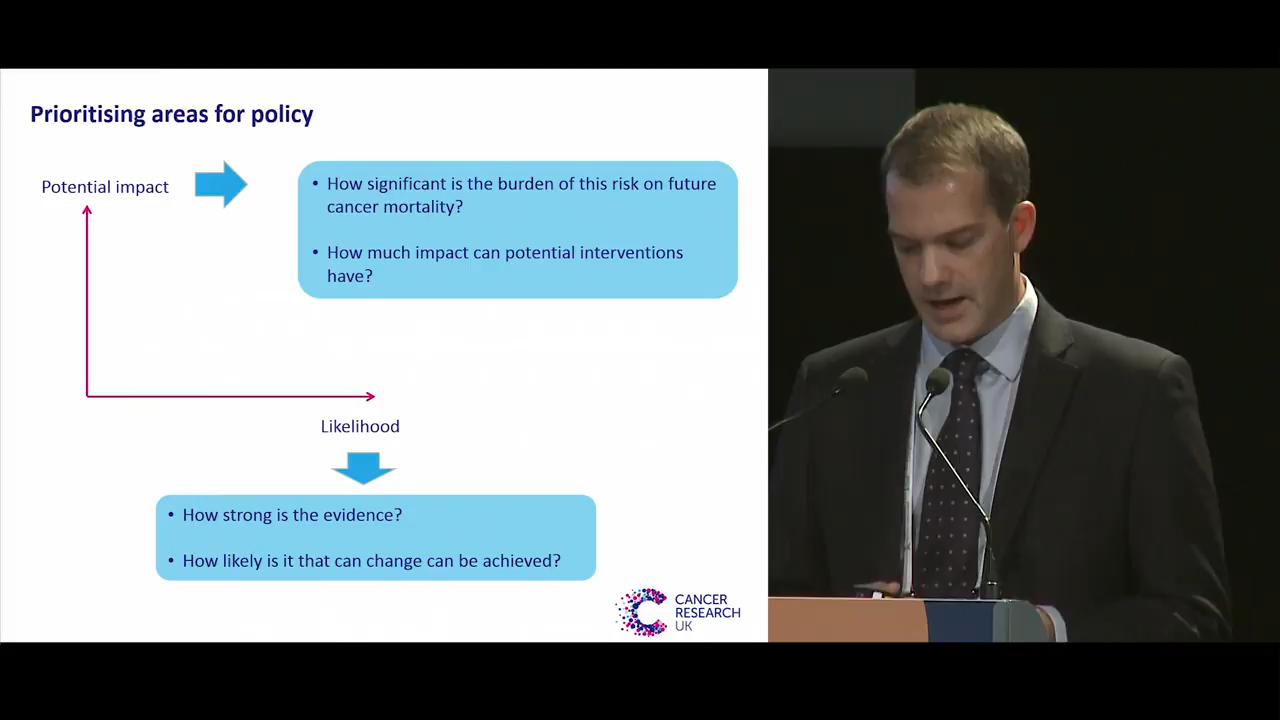 Prioritising areas for policy
Potential impact
• How significant is the burden of this risk on future
cancer mortality?
• How much impact can potential interventions
have?
Likelihood
• How strong is the evidence?
• How likely is it that can change can be achieved?
CANCER
RESEARCH
UK